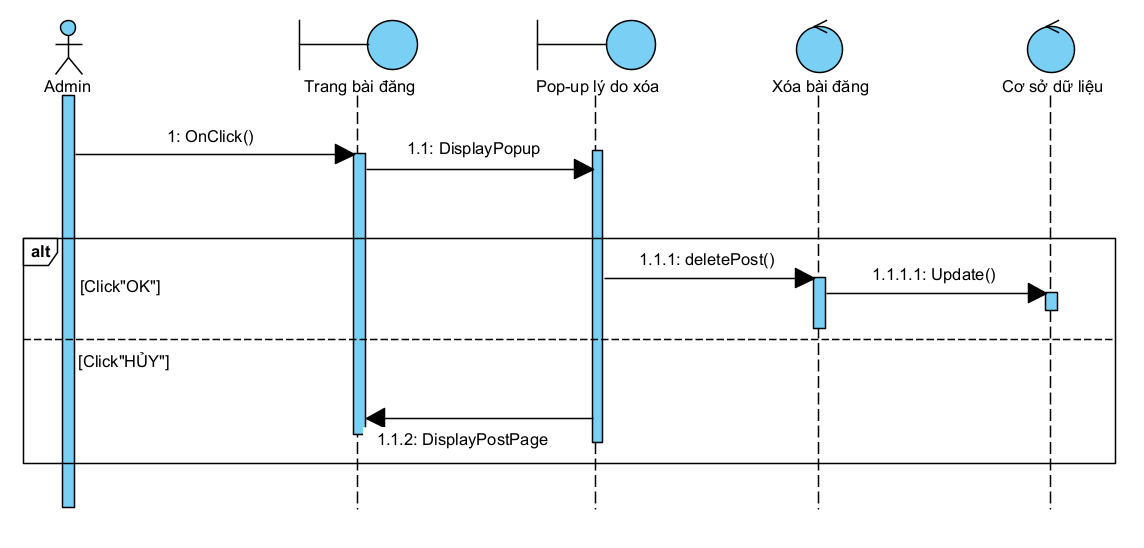 Admin
Trang bài đăng
Pop-up lý do xóa
Xóa bài đăng
Cơ sở dữ liệu
1: OnClick()
1.1: DisplayPopup
alt
1.1.1: deletePost()
1.1.1.1: Update()
[Click"OK"]
[Click"HỦY"]
1.1.2: DisplayPostPage